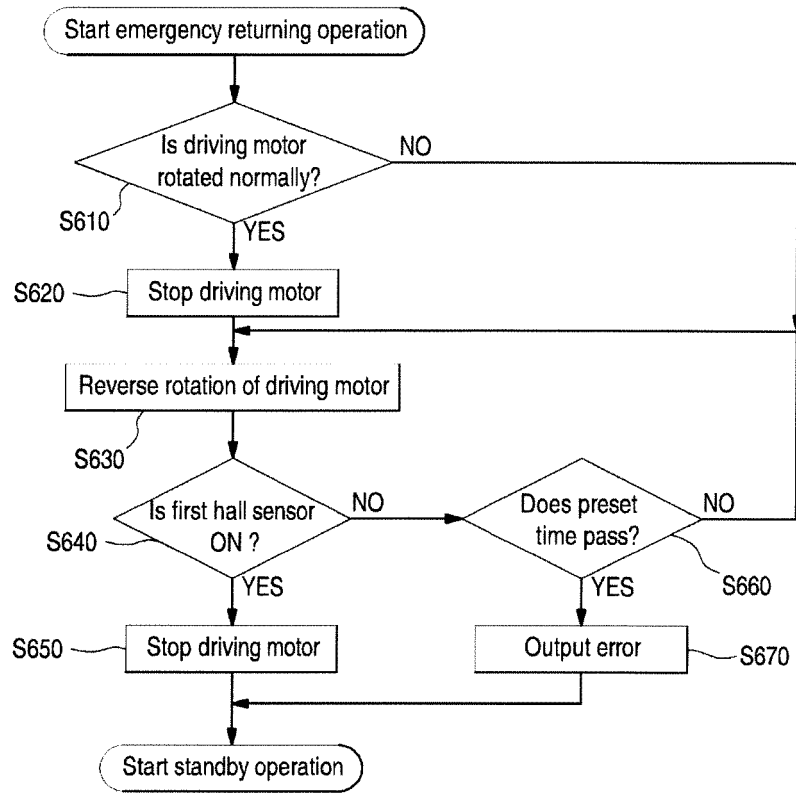 Start emergency returning operation
Is driving motor
rotated normally?
NO
S610
YES
S620
Stop driving motor
Reverse rotation of driving motor
S630
Is first hall sensor
ON ?
NO
Does preset
time pass?
NO
S640
YES
YES
S660
S650
Stop driving motor
Output error
S670
Start standby operation